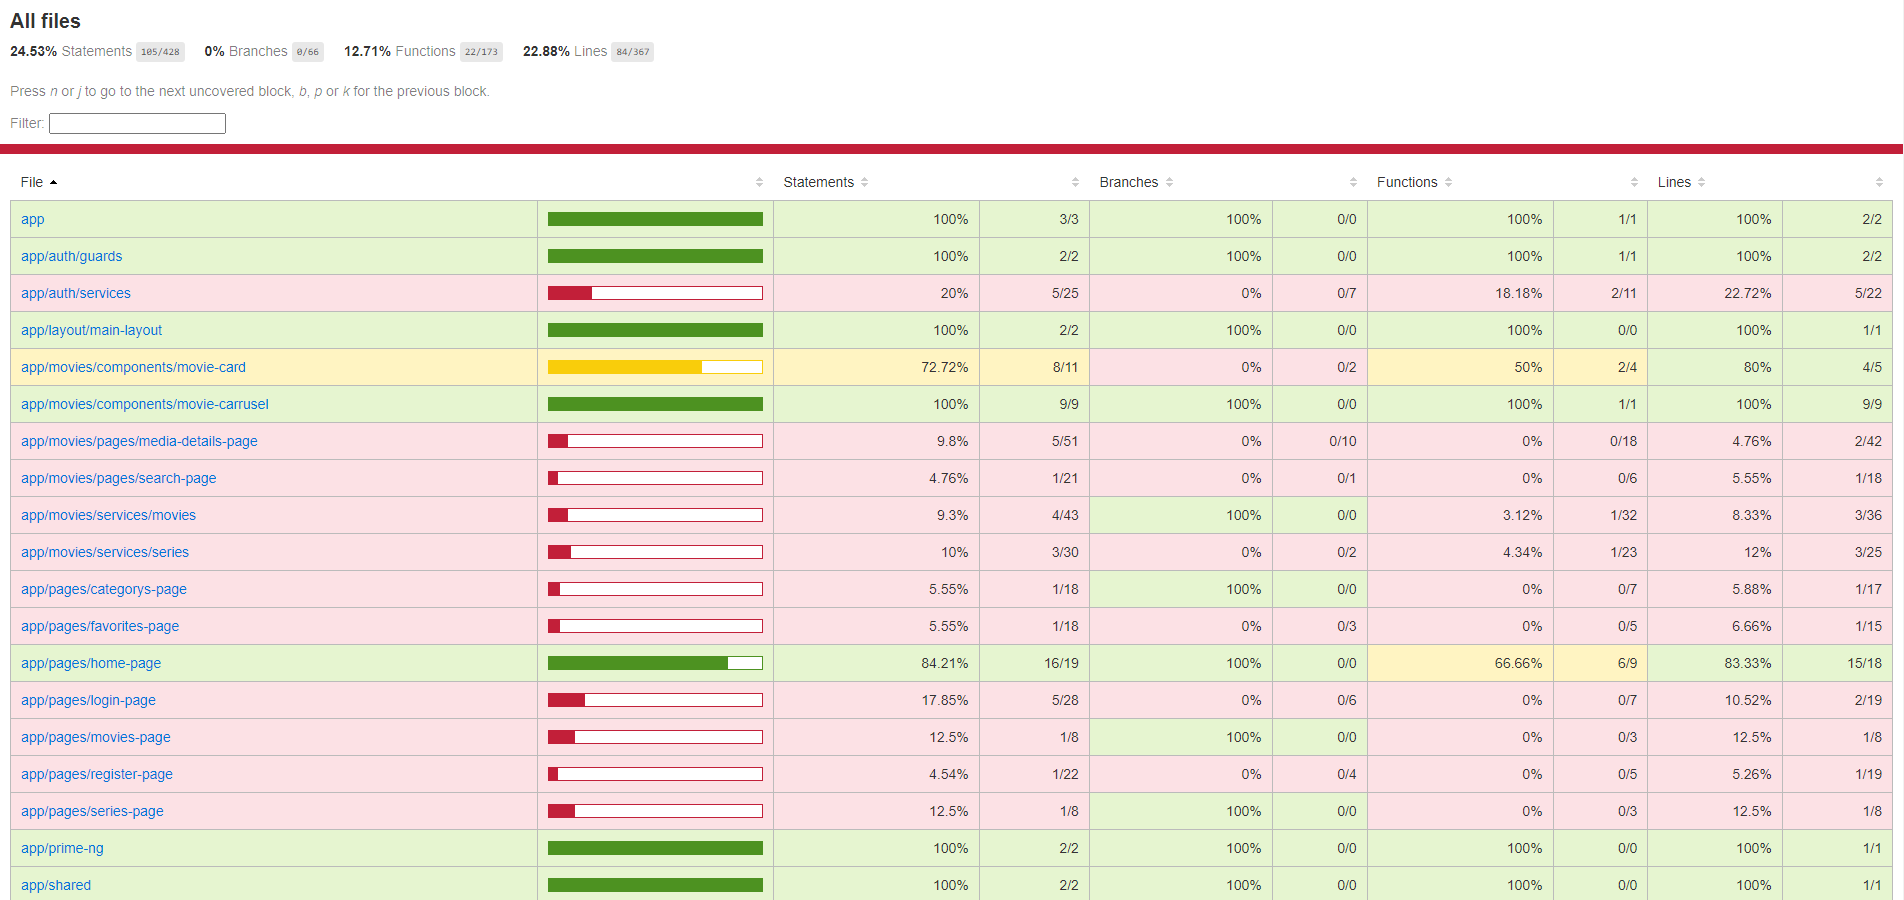 All files
24.53% Statements 105/428 0% Branches 0/66 12.71% Functions 22/173 22.88% Lines 84/367
Press n or j to go to the next uncovered block, b, p or k for the previous block.
Filter:
File Statements Branches Functions Lines
app 100% 3/3 100% 0/0 100% 1/1 100% 2/2
app/auth/guards 100% 2/2 100% 0/0 100% 1/1 100% 2/2
app/auth/services 20% 5/25 0% 0/7 18.18% 2/11 22.72% 5/22
app/layout/main-layout 100% 2/2 100% 0/0 100% 0/0 100% 1/1
app/movies/components/movie-card 72.72% 8/11 0% 0/2 50% 2/4 80% 4/5
app/movies/components/movie-carrusel 100% 9/9 100% 0/0 100% 1/1 100% 9/9
app/movies/pages/media-details-page 9.8% 5/51 0% 0/10 0% 0/18 4.76% 2/42
app/movies/pages/search-page 4.76% 1/21 0% 0/1 0% 0/6 5.55% 1/18
app/movies/services/movies 9.3% 4/43 100% 0/0 3.12% 1/32 8.33% 3/36
app/movies/services/series 10% 3/30 0% 0/2 4.34% 1/23 12% 3/25
app/pages/categorys-page 5.55% 1/18 100% 0/0 0% 0/7 5.88% 1/17
app/pages/favorites-page 5.55% 1/18 0% 0/3 0% 0/5 6.66% 1/15
app/pages/home-page 84.21% 16/19 100% 0/0 66.66% 6/9 83.33% 15/18
app/pages/login-page 17.85% 5/28 0% 0/6 0% 0/7 10.52% 2/19
app/pages/movies-page 12.5% 1/8 100% 0/0 0% 0/3 12.5% 1/8
app/pages/register-page 4.54% 1/22 0% 0/4 0% 0/5 5.26% 1/19
app/pages/series-page 12.5% 1/8 100% 0/0 0% 0/3 12.5% 1/8
app/prime-ng 100% 2/2 100% 0/0 100% 0/0 100% 1/1
app/shared 100% 2/2 100% 0/0 100% 0/0 100% 1/1